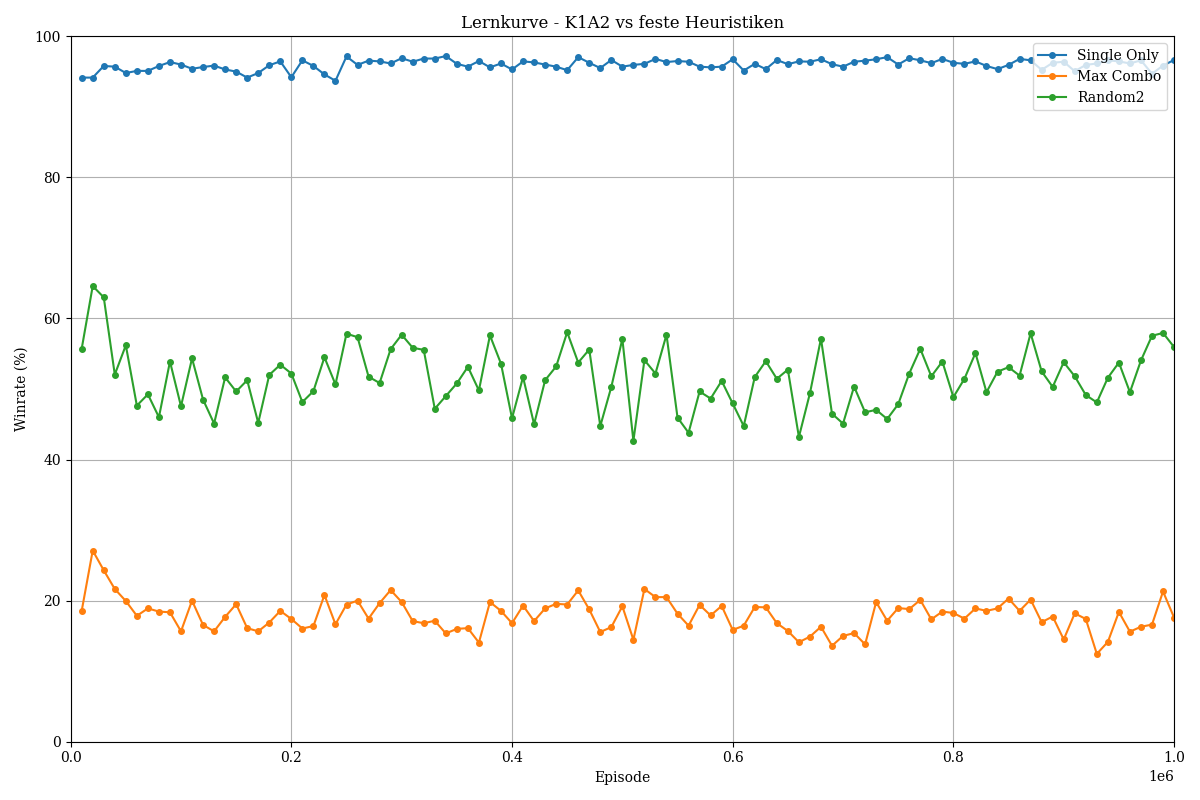 Lernkurve - K1A2 vs feste Heuristiken
Single Only
Max Combo
Random2
Winrate (%)
100
80
60
40
20
0
0.0 0.2 0.4 0.6 0.8 1.0
1e6
Episode